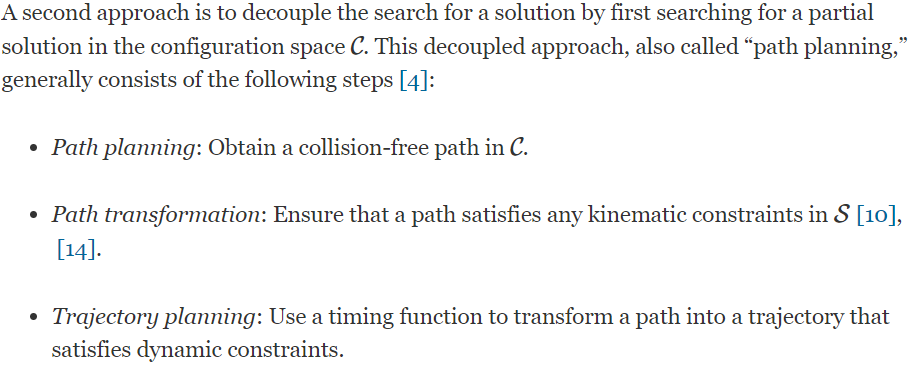 A second approach is to decouple the search for a solution by first searching for a partial
solution in the configuration space 𝒞. This decoupled approach, also called “path planning,”
generally consists of the following steps [4]:
• Path planning: Obtain a collision-free path in 𝒞.
• Path transformation: Ensure that a path satisfies any kinematic constraints in 𝒮 [10],
[14].
• Trajectory planning: Use a timing function to transform a path into a trajectory that
satisfies dynamic constraints.